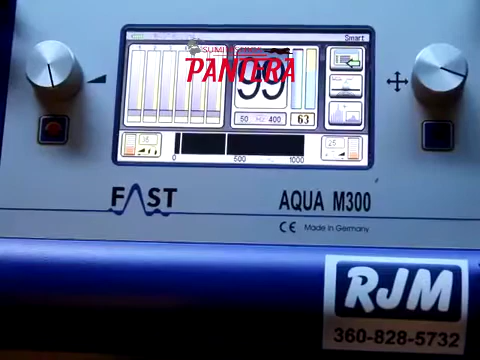 Smart
PANTERA
99
50 Hz 400
63
0 500 1000
FAST
AQUA M300
CE Made in Germany
RJM
360-828-5732